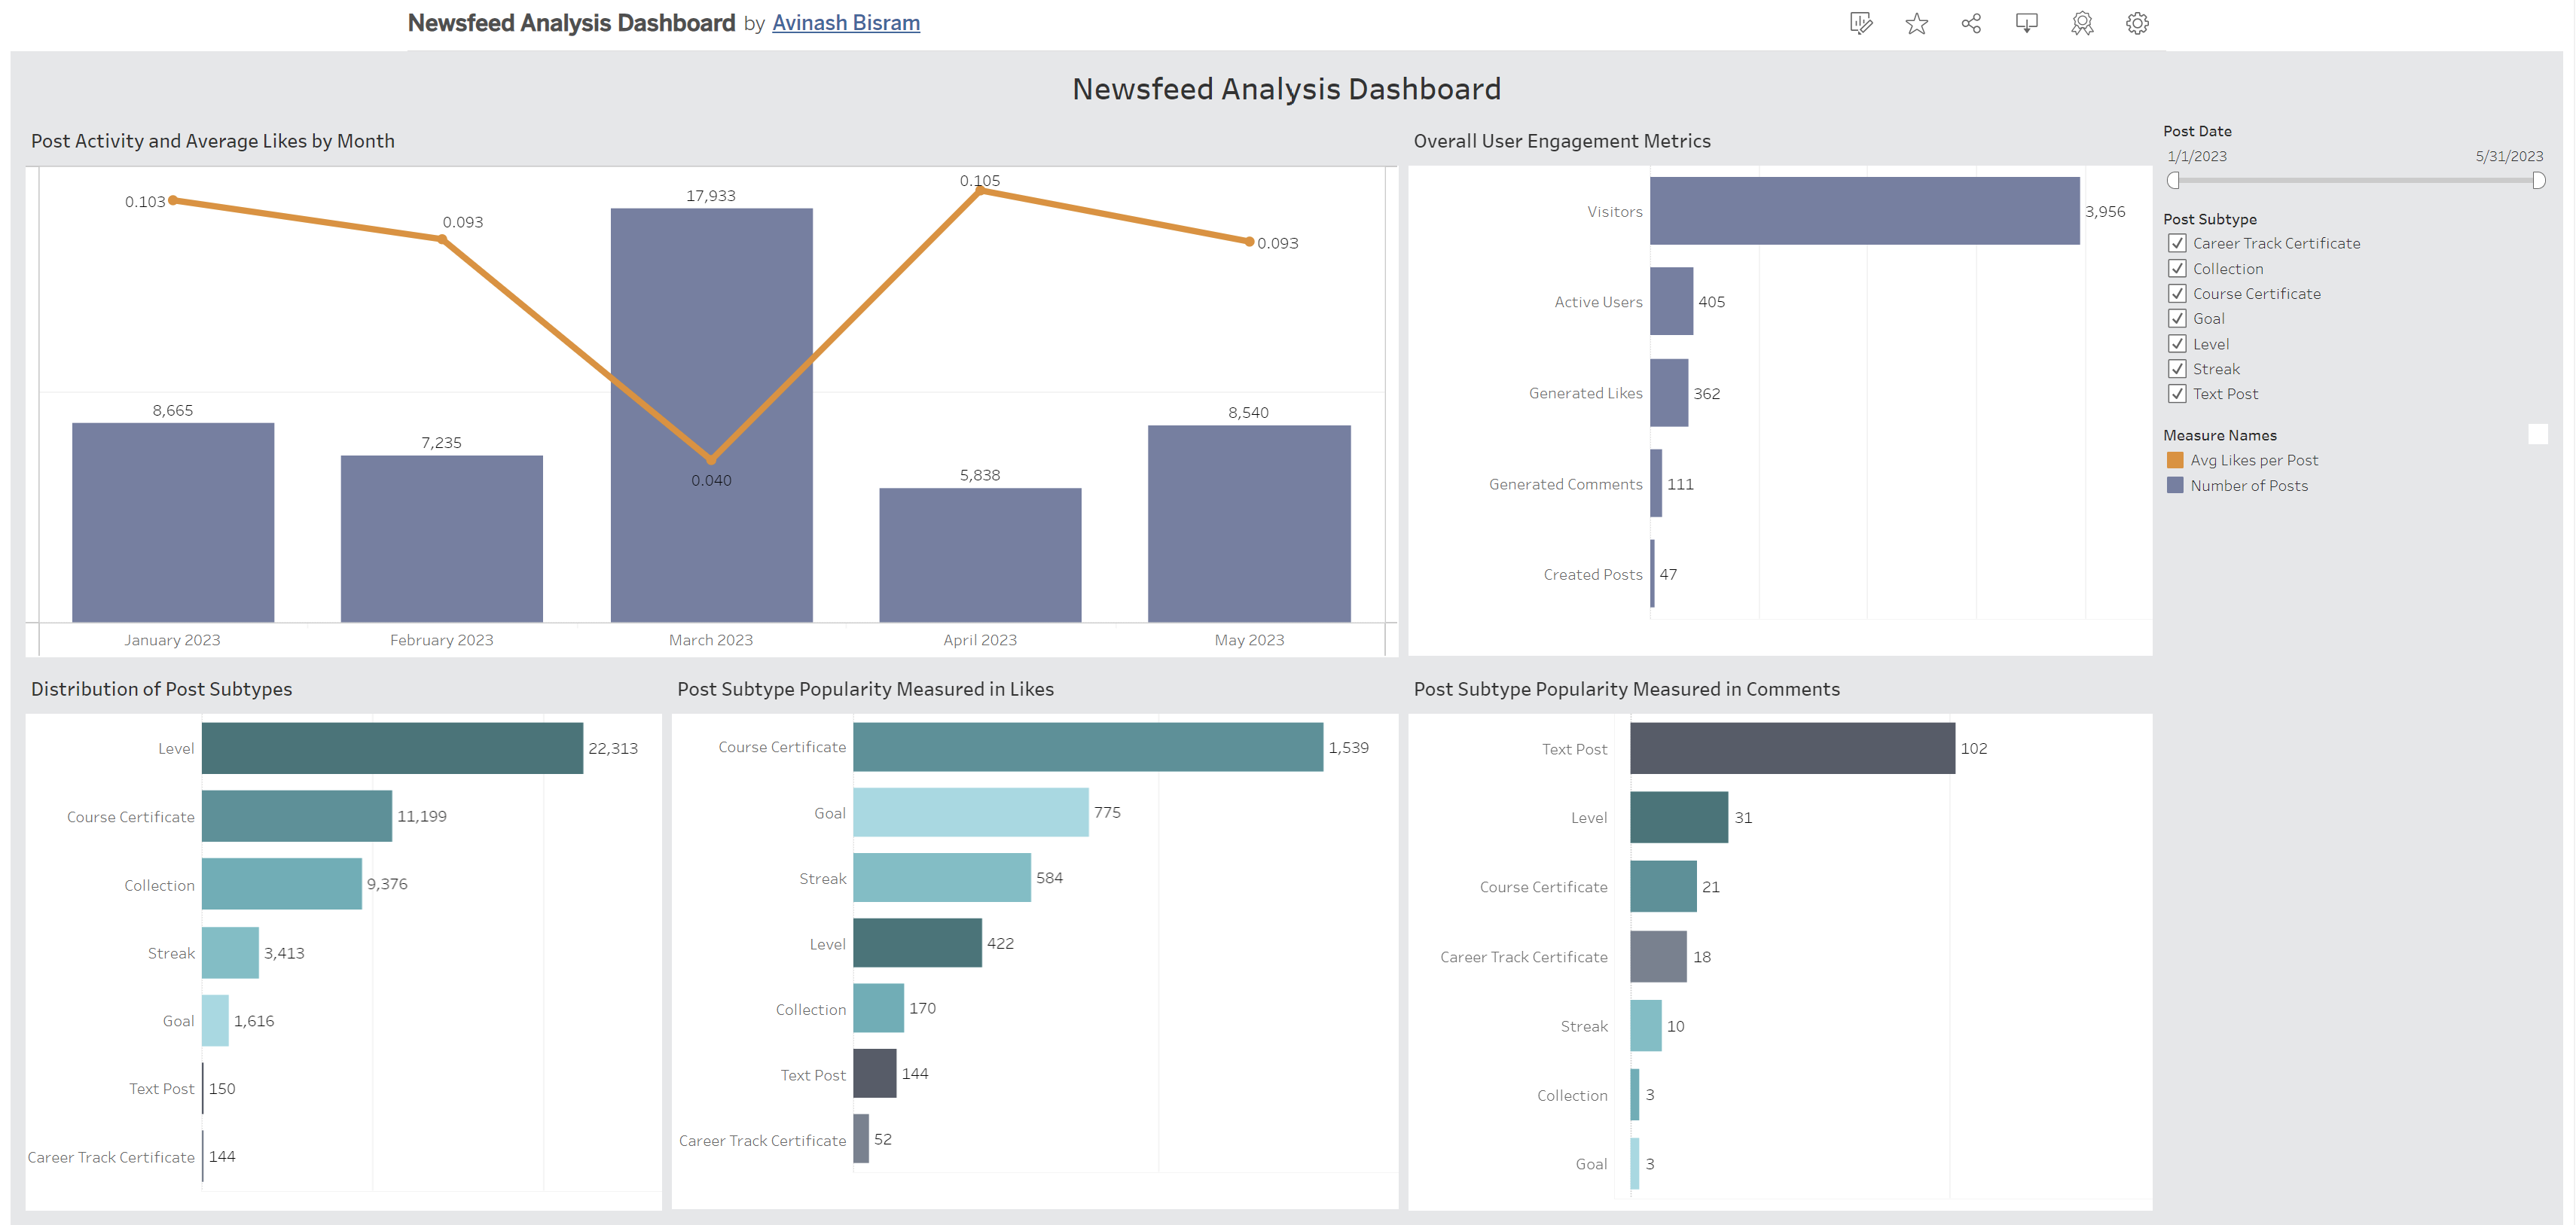 Newsfeed Analysis Dashboard by Avinash Bisram
Newsfeed Analysis Dashboard
Post Activity and Average Likes by Month
0.103
0.093
17,933
0.105
0.093
8,665
7,235
0.040
5,838
8,540
January 2023
February 2023
March 2023
April 2023
May 2023
Overall User Engagement Metrics
Visitors 3,956
Active Users 405
Generated Likes 362
Generated Comments 111
Created Posts 47
Post Date
1/1/2023 5/31/2023
Post Subtype
Career Track Certificate
Collection
Course Certificate
Goal
Level
Streak
Text Post
Measure Names
Avg Likes per Post
Number of Posts
Distribution of Post Subtypes
Level 22,313
Course Certificate 11,199
Collection 9,376
Streak 3,413
Goal 1,616
Text Post 150
Career Track Certificate 144
Post Subtype Popularity Measured in Likes
Course Certificate 1,539
Goal 775
Streak 584
Level 422
Collection 170
Text Post 144
Career Track Certificate 52
Post Subtype Popularity Measured in Comments
Text Post 102
Level 31
Course Certificate 21
Career Track Certificate 18
Streak 10
Collection 3
Goal 3